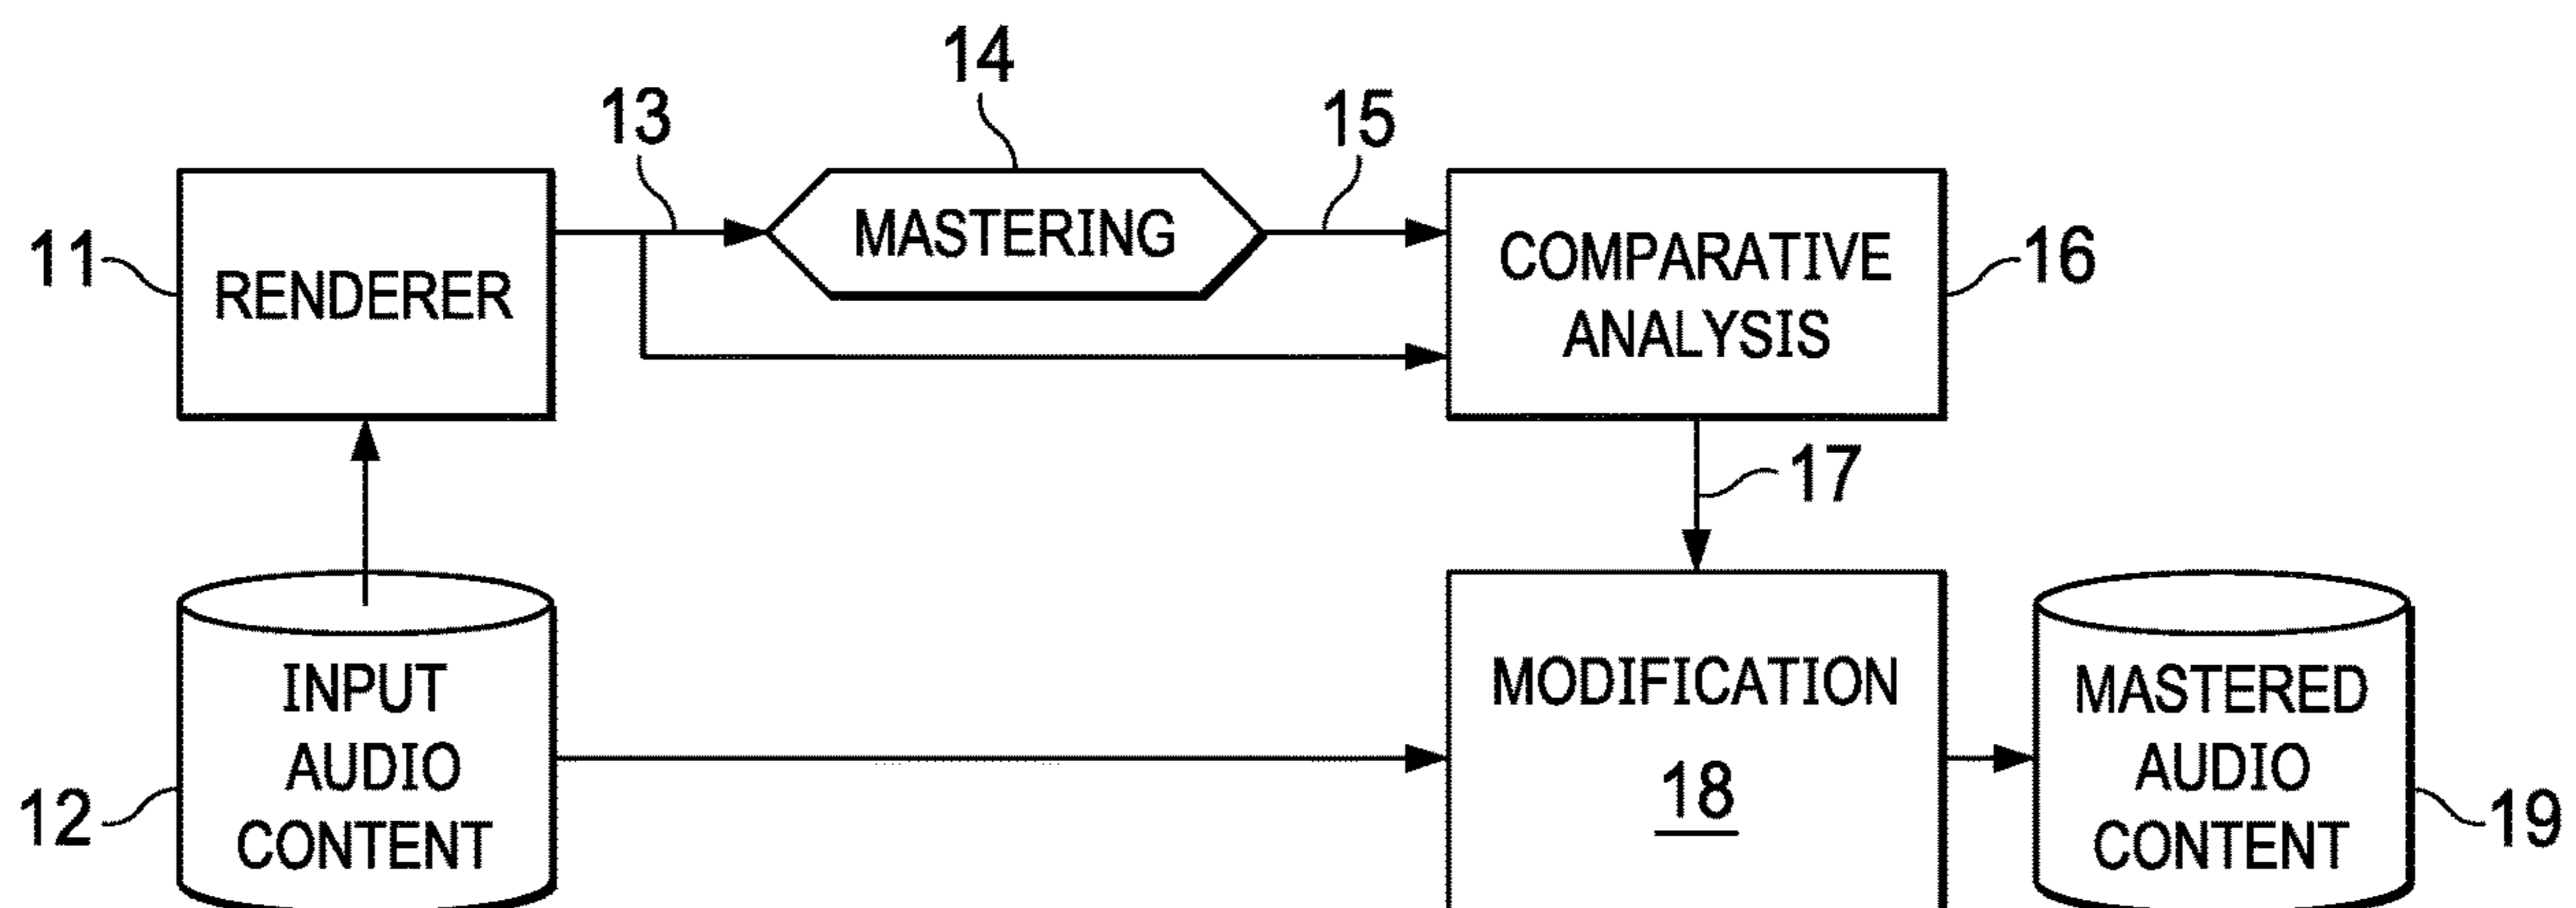 14
13
15
11
RENDERER
MASTERING
COMPARATIVE
ANALYSIS
16
17
12
INPUT
AUDIO
CONTENT
MODIFICATION
18
MASTERED
AUDIO
CONTENT
19